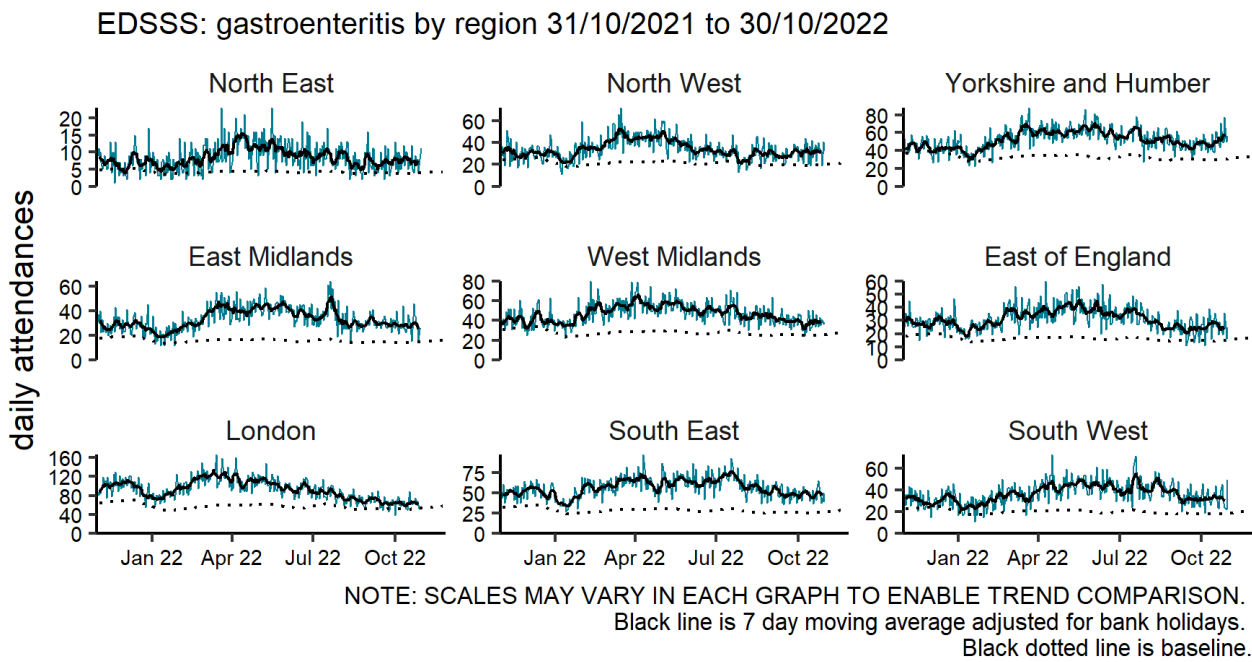 EDSSS: gastroenteritis by region 31/10/2021 to 30/10/2022
daily attendances
North East
20
15
10
5
0
North West
60
40
20
0
Yorkshire and Humber
80
60
40
20
0
East Midlands
60
40
20
0
West Midlands
80
60
40
20
0
East of England
60
50
40
30
20
10
0
London
160
120
80
40
0
Jan 22 Apr 22 Jul 22 Oct 22
South East
75
50
25
0
Jan 22 Apr 22 Jul 22 Oct 22
South West
60
40
20
0
Jan 22 Apr 22 Jul 22 Oct 22
NOTE: SCALES MAY VARY IN EACH GRAPH TO ENABLE TREND COMPARISON.
Black line is 7 day moving average adjusted for bank holidays.
Black dotted line is baseline.